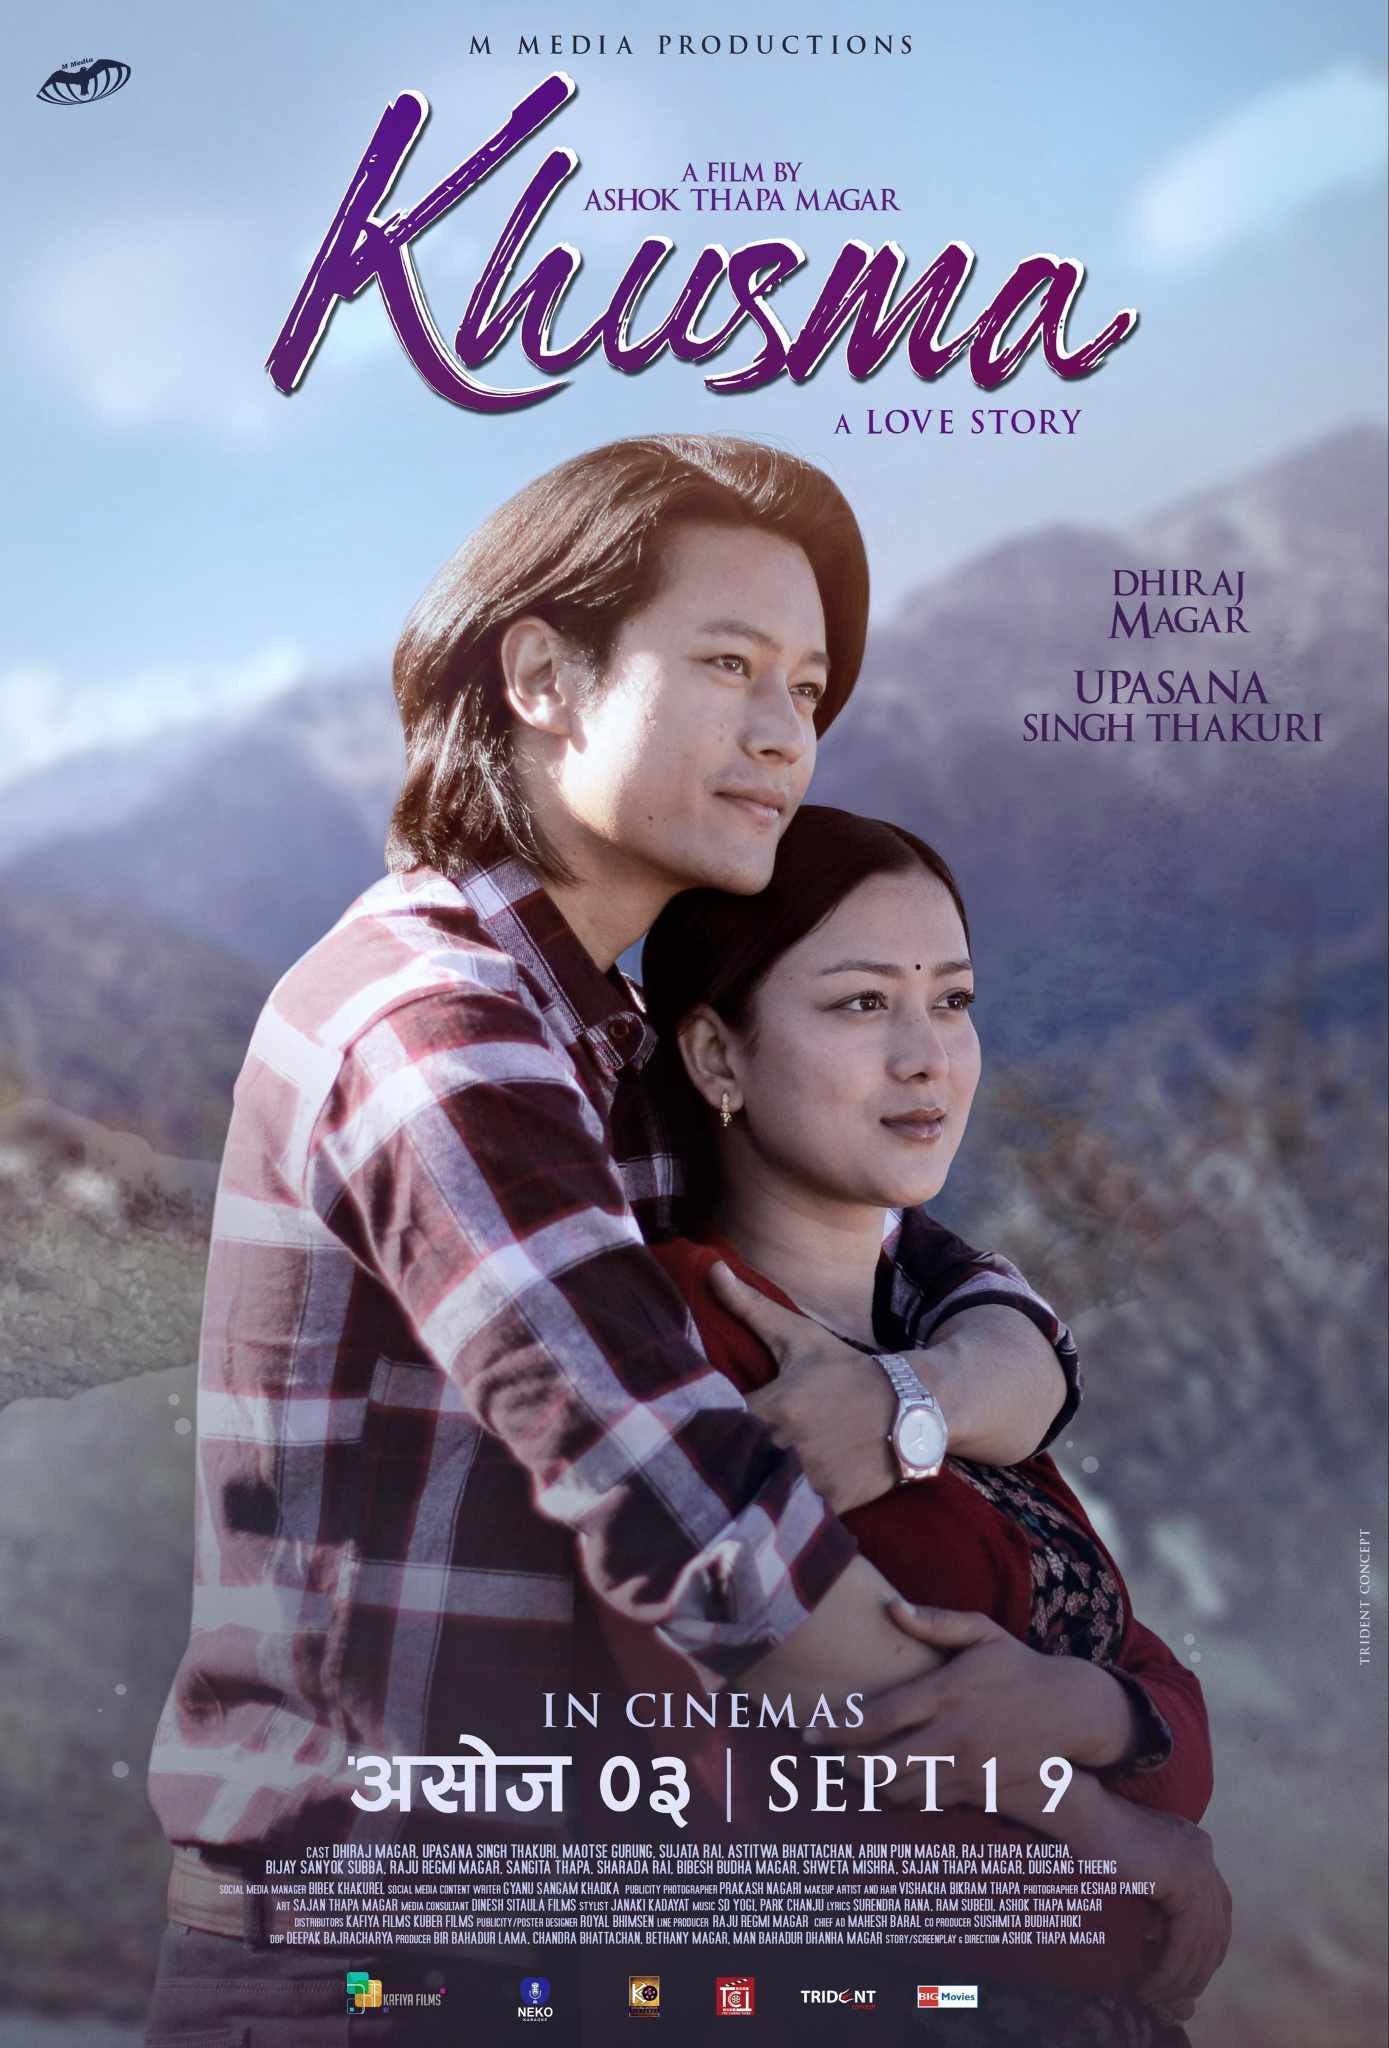 M MEDIA PRODUCTIONS
M Media
A FILM BY
ASHOK THAPA MAGAR
Khusma
A LOVE STORY
DHIRAJ
MAGAR
UPASANA
SINGH THAKURI
TRIDENT CONCEPT
IN CINEMAS
असोज ०३ | SEPT 19
CAST DHIRAJ MAGAR, UPASANA SINGH THAKURI, MAOTSE GURUNG, SUJATA RAI, ASTITWA BHATTACHAN, ARUN PUN MAGAR, RAJ THAPA KAUCHA,
BIJAY SANYOK SUBBA, RAJU REGMI MAGAR, SANGITA THAPA, SHARADA RAI, BIBESH BUDHA MAGAR, SHWETA MISHRA, SAJAN THAPA MAGAR, DUISANG THEENG
SOCIAL MEDIA MANAGER BIBEK KHAKUREL SOCIAL MEDIA CONTENT WRITER GYANU SANGAM KHADKA PUBLICITY PHOTOGRAPHER PRAKASH NAGARI MAKEUP ARTIST AND HAIR VISHAKHA BIKRAM THAPA PHOTOGRAPHER KESHAB PANDEY
ART SAJAN THAPA MAGAR MEDIA CONSULTANT DINESH SITAULA FILMS STYLIST JANAKI KADAYAT MUSIC SD YOGI, PARK CHANJU LYRICS SURENDRA RANA, RAM SUBEDI, ASHOK THAPA MAGAR
DISTRIBUTORS KAFIYA FILMS KUBER FILMS PUBLICITY/POSTER DESIGNER ROYAL BHIMSEN LINE PRODUCER RAJU REGMI MAGAR CHIEF AD MAHESH BARAL CO PRODUCER SUSHMITA BUDHATHOKI
DOP DEEPAK BAJRACHARYA PRODUCER BIR BAHADUR LAMA, CHANDRA BHATTACHAN, BETHANY MAGAR, MAN BAHADUR DHANHA MAGAR STORY/SCREENPLAY & DIRECTION ASHOK THAPA MAGAR
KAFIYA FILMS
NEKO
KARAOKE
TRIDENT
concept
BIG Movies